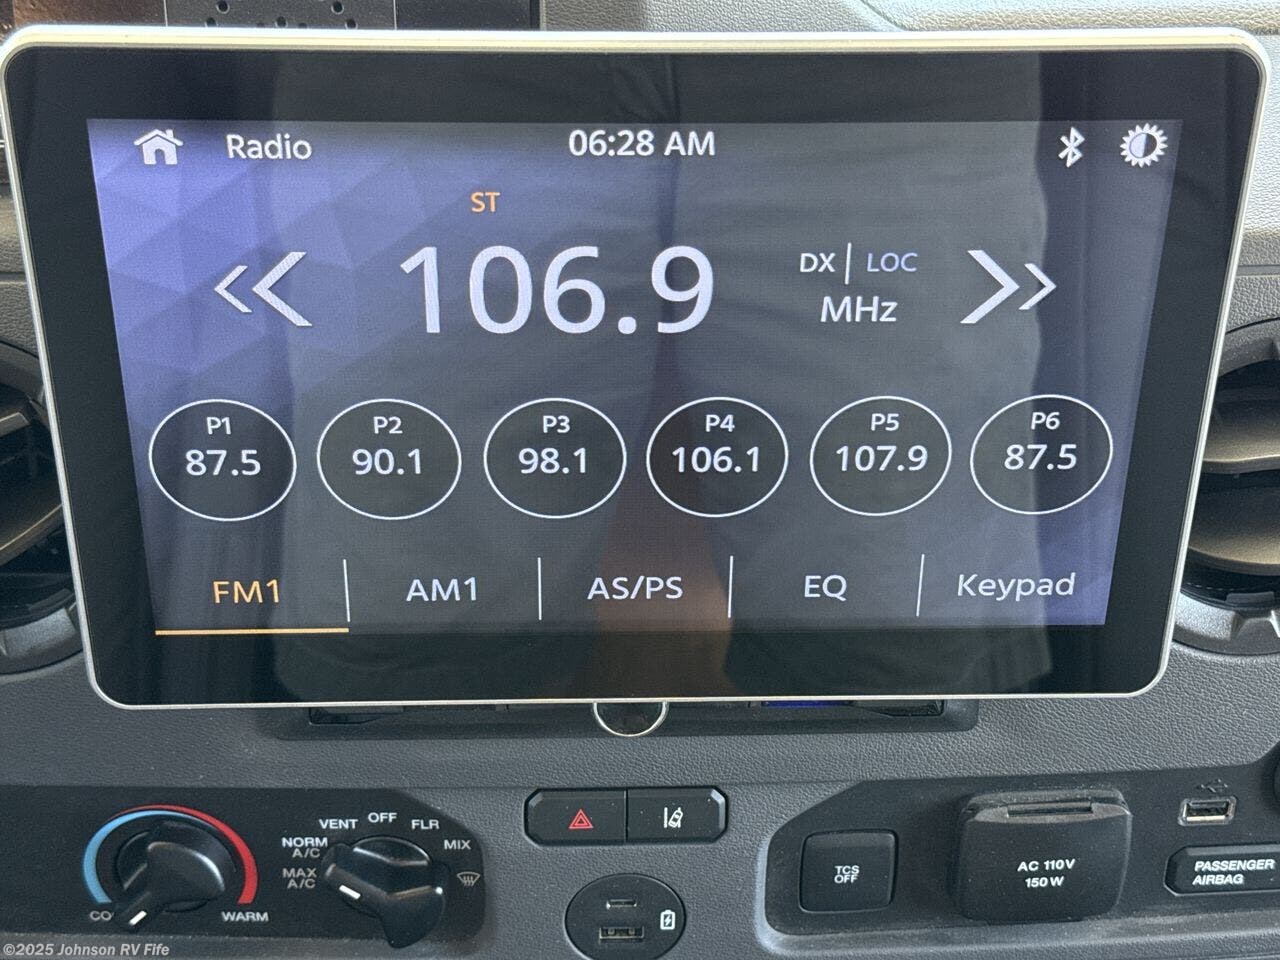 Radio
06:28 AM
ST
106.9
DX | LOC
MHz
P1
87.5
P2
90.1
P3
98.1
P4
106.1
P5
107.9
P6
87.5
FM1
AM1
AS/PS
EQ
Keypad
WARM
MAX A/C
NORM A/C
VENT
OFF
FLR
MIX
TCS
OFF
AC 110V
150W
PASSENGER
AIRBAG
©2025 Johnson RV Fife